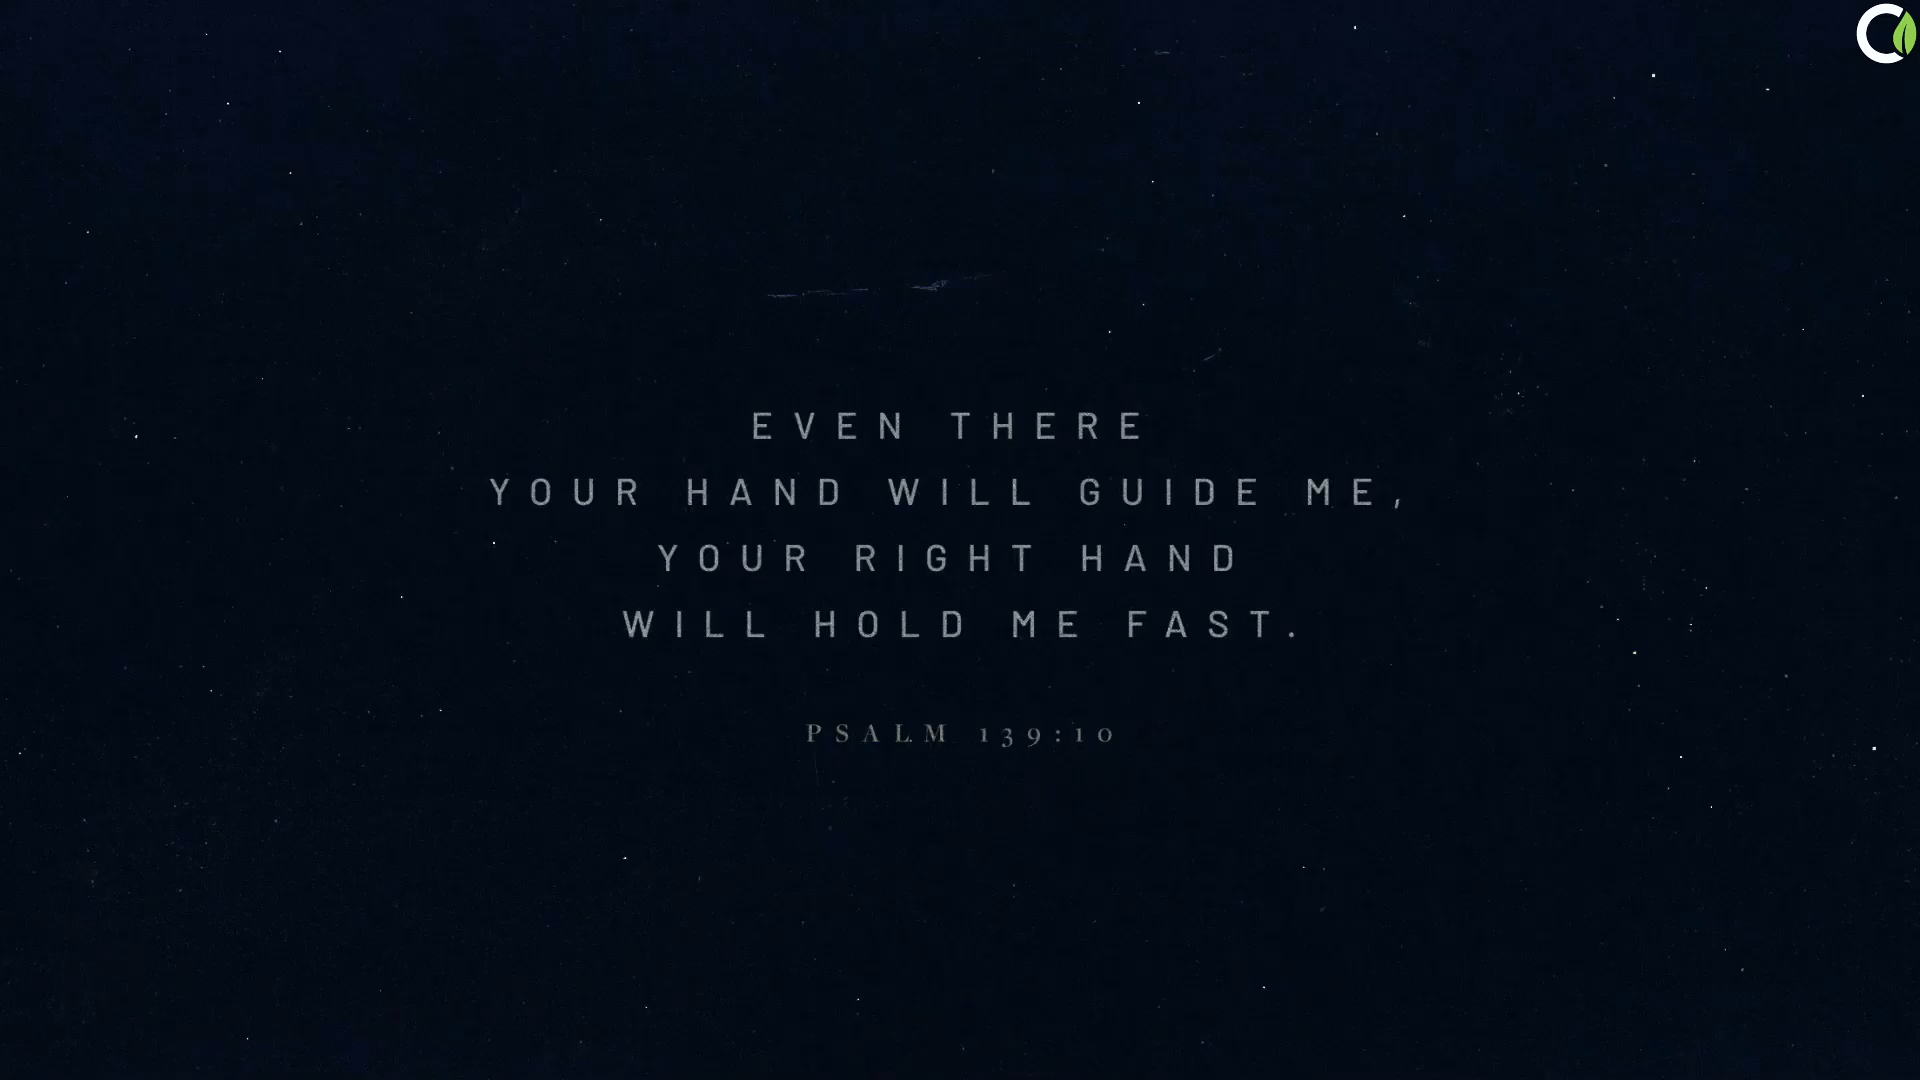 EVEN THERE
YOUR HAND WILL GUIDE ME,
YOUR RIGHT HAND
WILL HOLD ME FAST.
PSALM 139:10